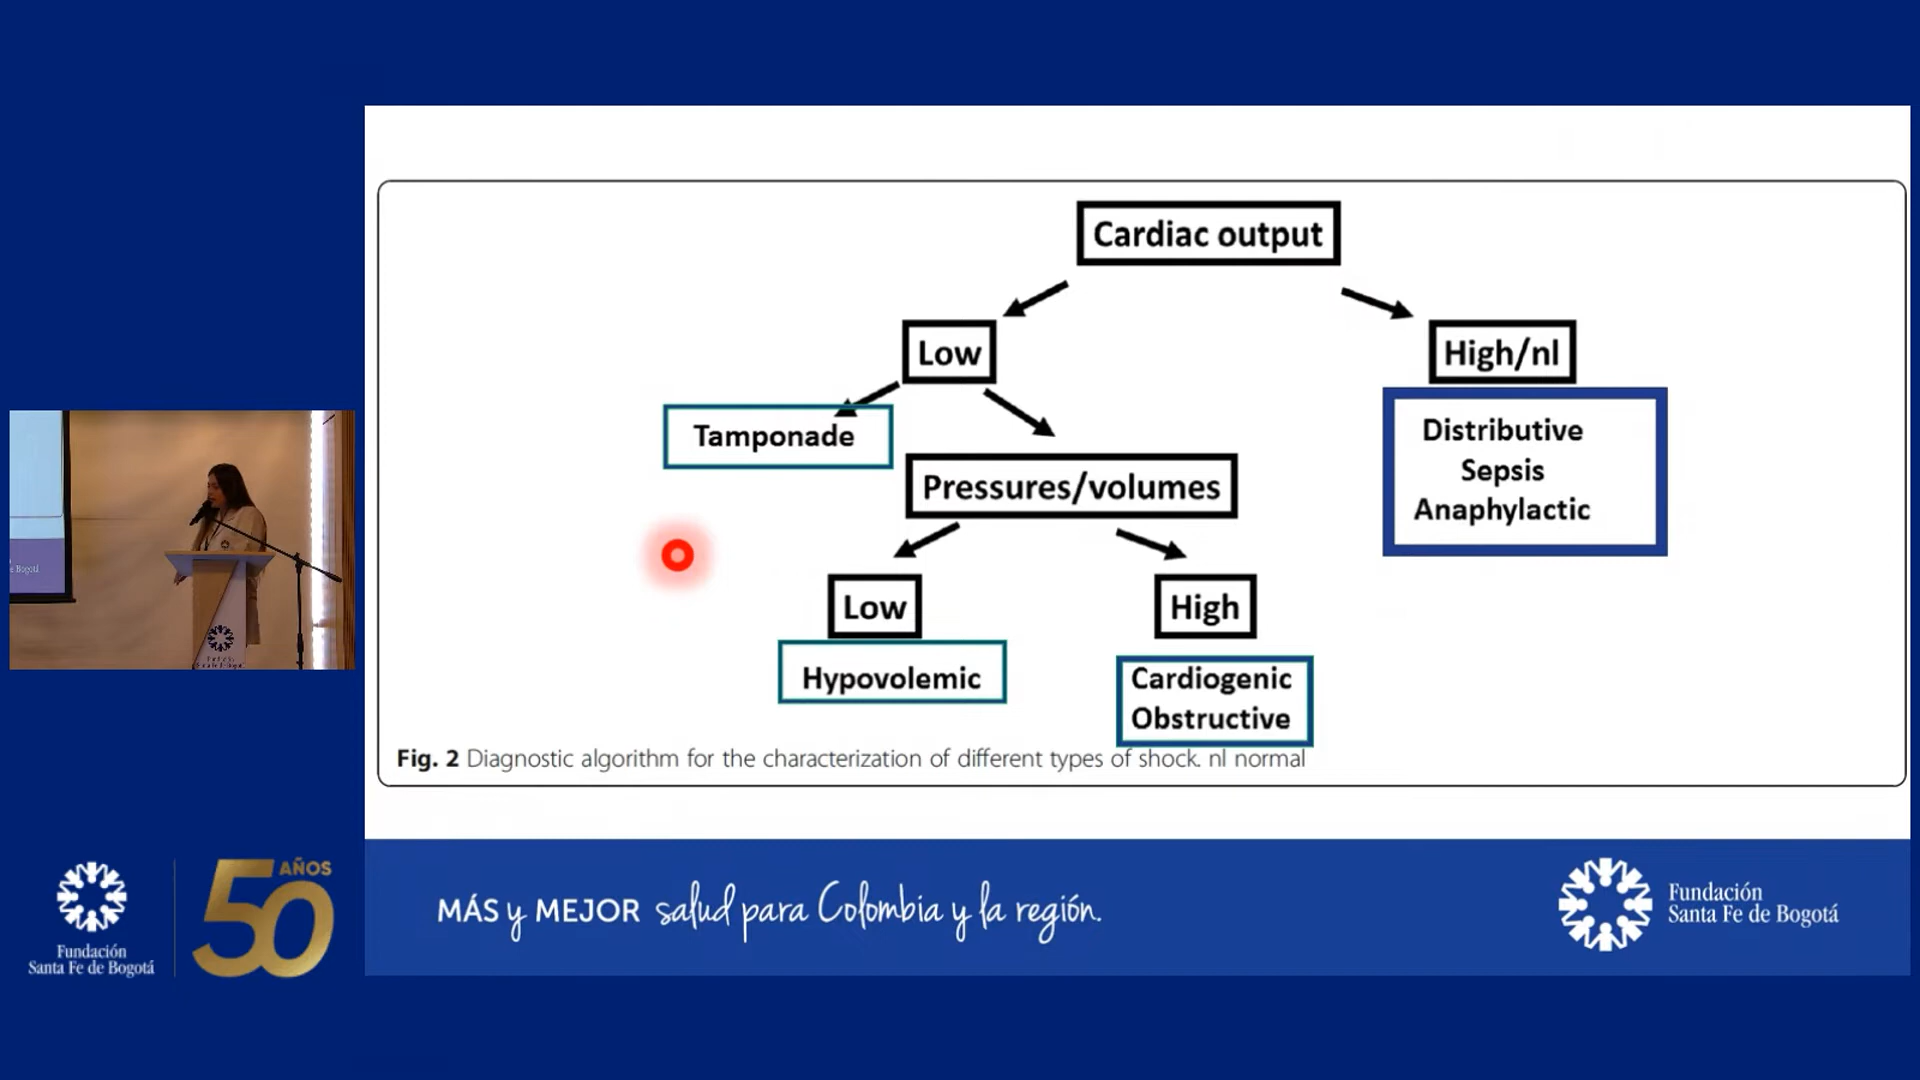 Cardiac output
Low
High/nl
Tamponade
Distributive
Sepsis
Anaphylactic
Pressures/volumes
Low
High
Hypovolemic
Cardiogenic
Obstructive
Fig. 2 Diagnostic algorithm for the characterization of different types of shock. nl normal
MÁS y MEJOR salud para Colombia y la región.
Fundación
Santa Fe de Bogotá
Fundación
Santa Fe de Bogotá
50
AÑOS